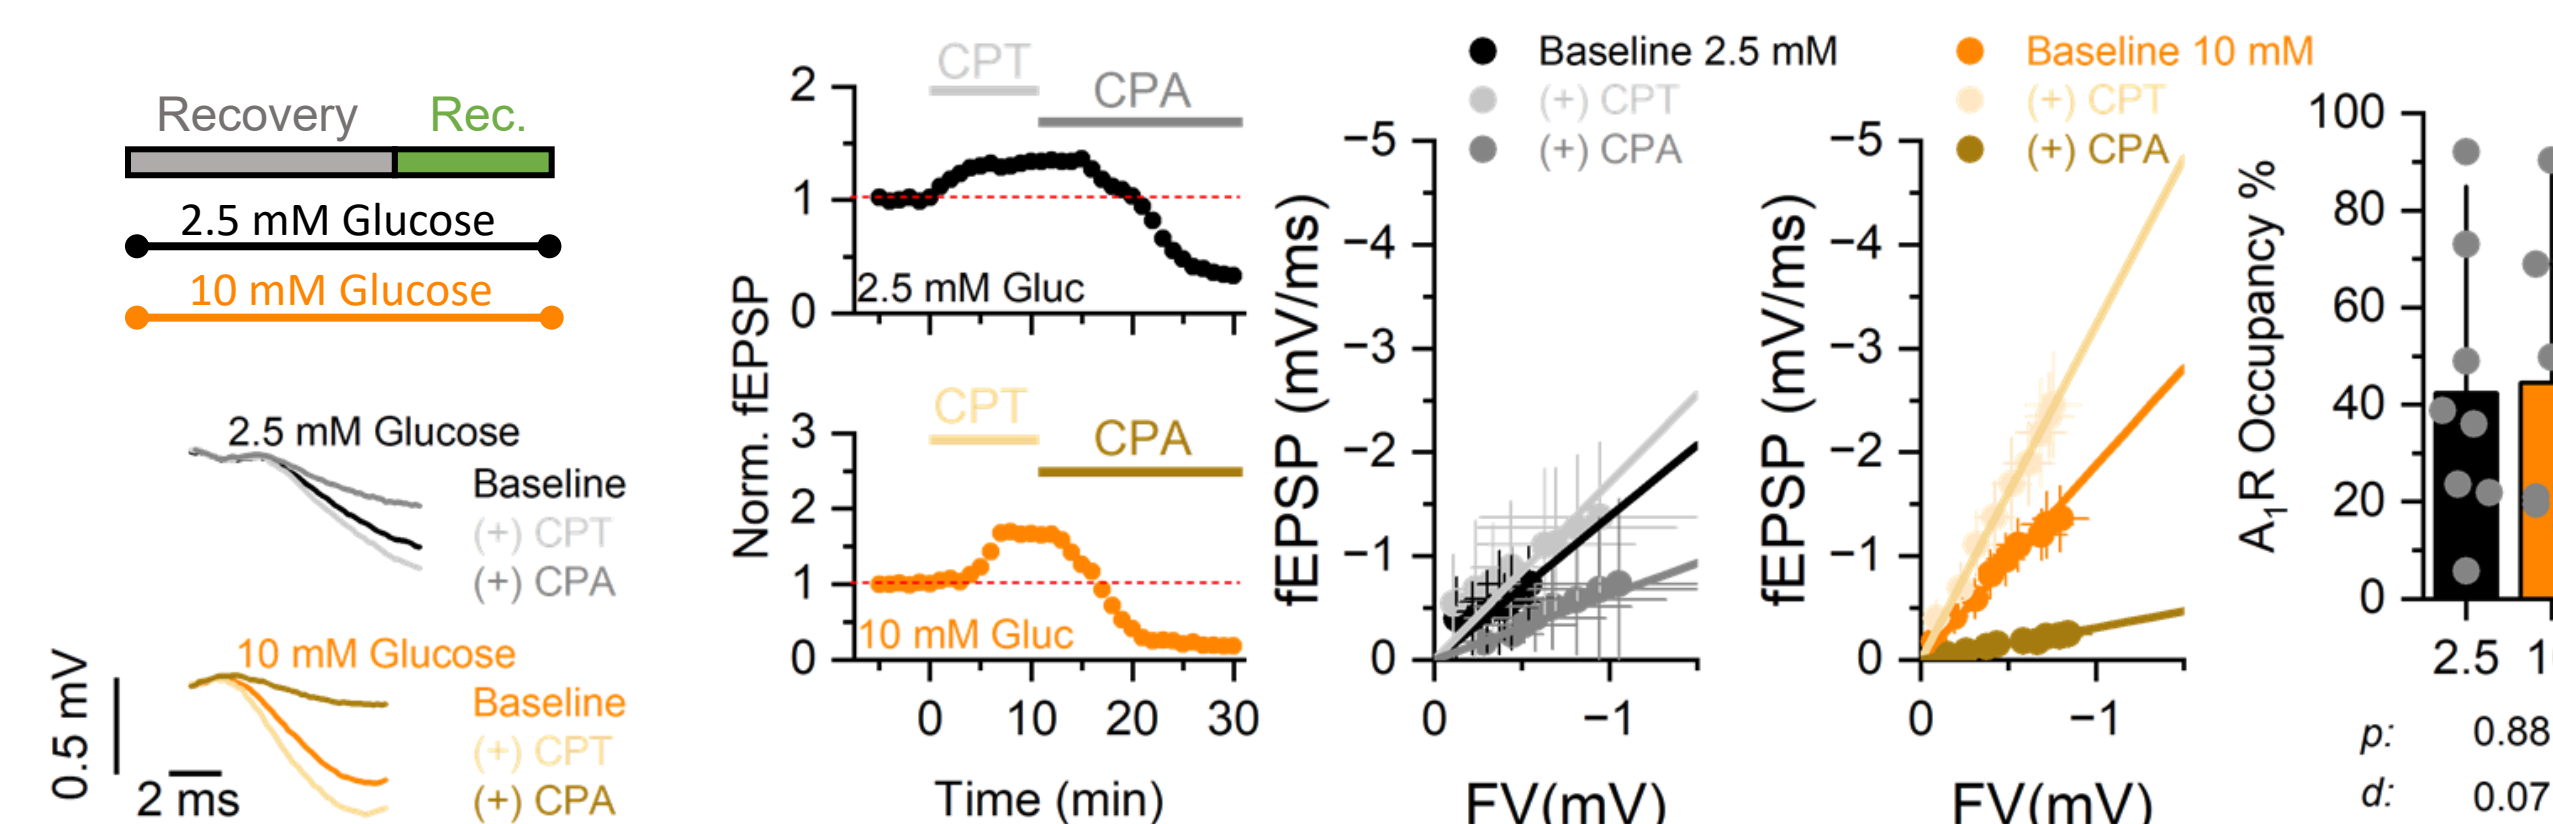 Recovery Rec.
2.5 mM Glucose
10 mM Glucose
2.5 mM Glucose
Baseline
(+) CPT
(+) CPA
10 mM Glucose
Baseline
(+) CPT
(+) CPA
0.5 mV
2 ms
Norm. fEPSP
CPT
CPA
2
1
0
2.5 mM Gluc
CPT
CPA
3
2
1
0
10 mM Gluc
0 10 20 30
Time (min)
Baseline 2.5 mM
(+) CPT
(+) CPA
fEPSP (mV/ms)
−5
−4
−3
−2
−1
0
0 −1
FV(mV)
Baseline 10 mM
(+) CPT
(+) CPA
fEPSP (mV/ms)
−5
−4
−3
−2
−1
0
0 −1
FV(mV)
A₁R Occupancy %
100
80
60
40
20
0
2.5
p: 0.88
d: 0.07